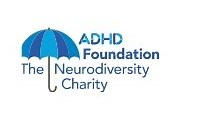 ADHD
Foundation
The Neurodiversity
Charity